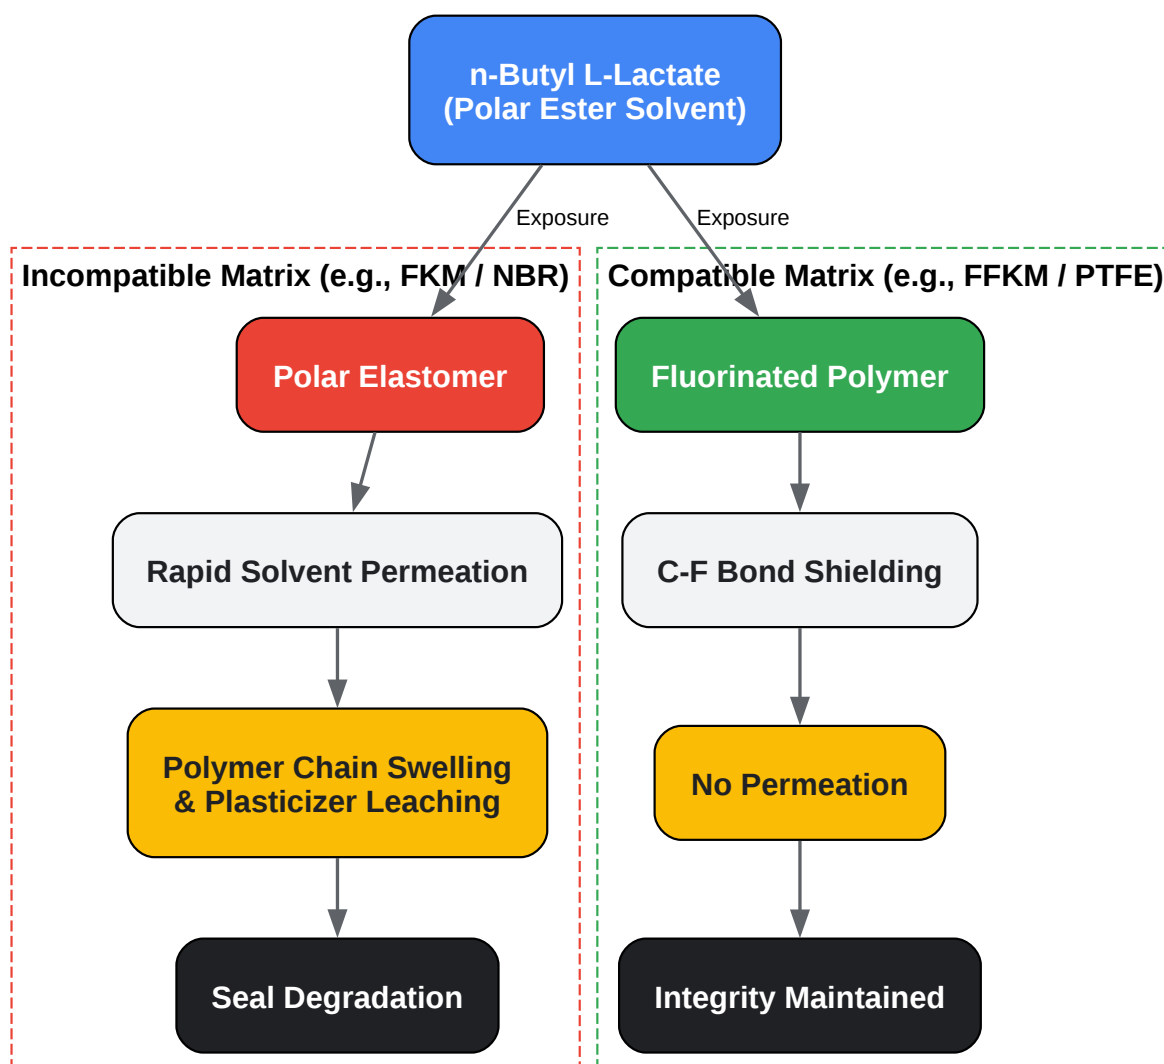 n-Butyl L-Lactate
(Polar Ester Solvent)
Exposure
Exposure
Incompatible Matrix (e.g., FKM / NBR)
Compatible Matrix (e.g., FFKM / PTFE)
Polar Elastomer
Fluorinated Polymer
Rapid Solvent Permeation
C-F Bond Shielding
Polymer Chain Swelling
& Plasticizer Leaching
No Permeation
Seal Degradation
Integrity Maintained